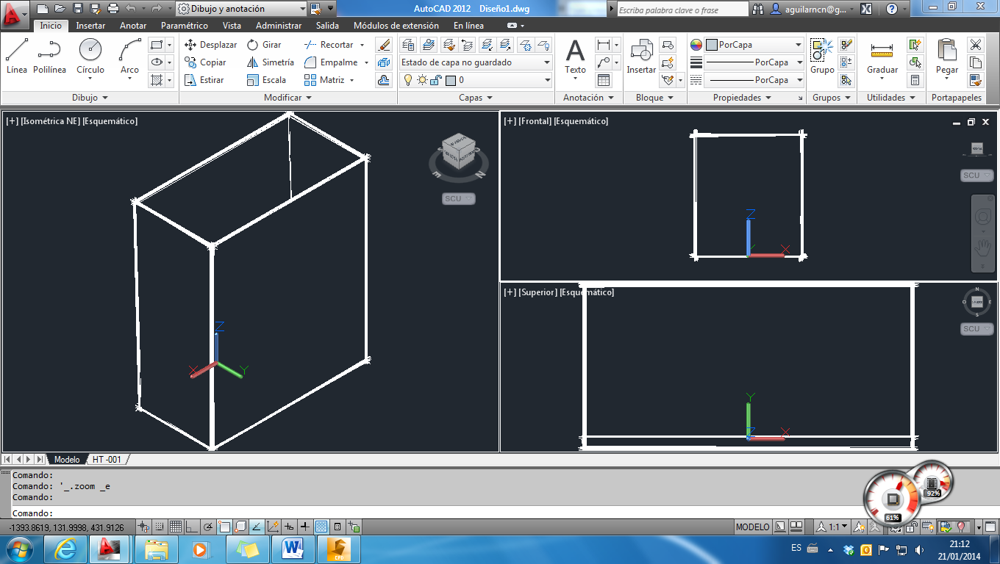 Dibujo y anotación
AutoCAD 2012 Diseño1.dwg
Escriba palabra clave o frase
aguilarncn@g...
Inicio Insertar Anotar Paramétrico Vista Administrar Salida Módulos de extensión En línea
Línea Polilínea Círculo Arco
Desplazar Girar Recortar
Copiar Simetría Empalme
Estirar Escala Matriz
Estado de capa no guardado
0
Texto
Insertar
PorCapa
PorCapa
PorCapa
Grupo
Graduar
Pegar
Dibujo Modificar Capas Anotación Bloque Propiedades Grupos Utilidades Portapapeles
[+] [Isométrica NE] [Esquemático]
E N
SCU
Z
X Y
[+] [Frontal] [Esquemático]
SCU
Z
X
[+] [Superior] [Esquemático]
N
O E
S
SCU
Y
Z X
Modelo HT -001
Comando:
Comando: '_.zoom _e
Comando:
Comando:
92%
61%
-1393.8619, 131.9998, 431.9126
MODELO
1:1
CFD
ES
21:12
21/01/2014